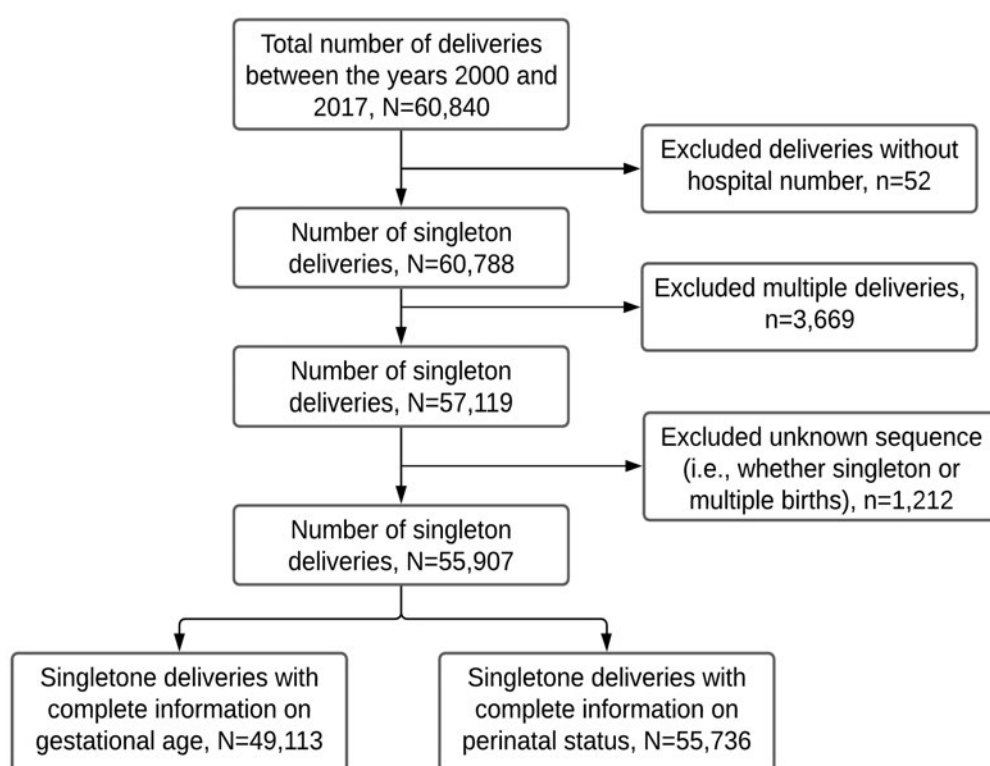 Total number of deliveries
between the years 2000 and
2017, N=60,840
Excluded deliveries without
hospital number, n=52
Number of singleton
deliveries, N=60,788
Excluded multiple deliveries,
n=3,669
Number of singleton
deliveries, N=57,119
Excluded unknown sequence
(i.e., whether singleton or
multiple births), n=1,212
Number of singleton
deliveries, N=55,907
Singletone deliveries with
complete information on
gestational age, N=49,113
Singletone deliveries with
complete information on
perinatal status, N=55,736